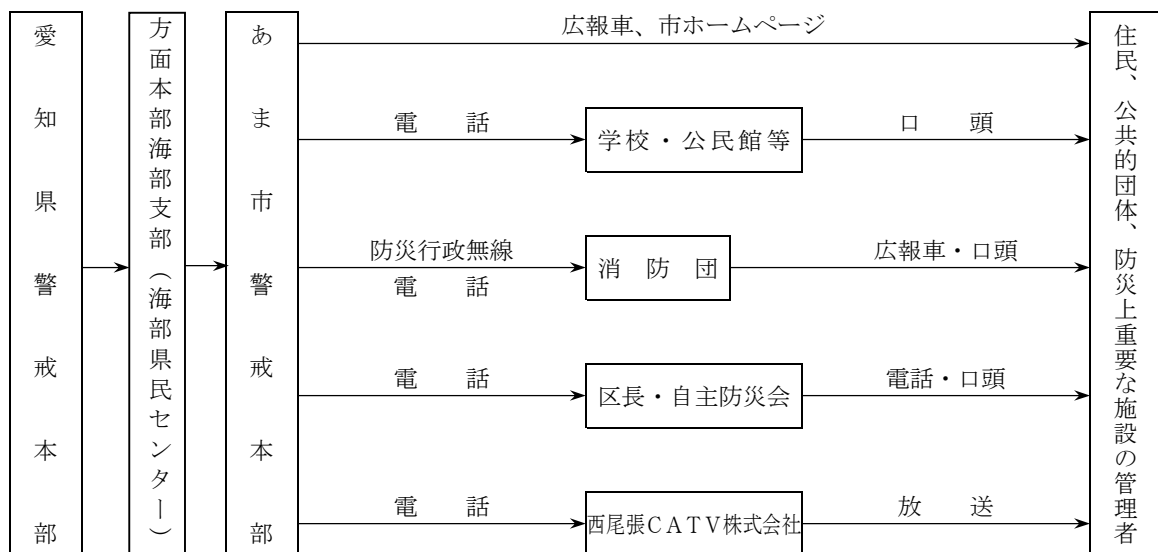 愛知県警戒本部
方面本部海部支部（海部県民センター）
あま市警戒本部
広報車、市ホームページ
電話
学校・公民館等
口頭
防災行政無線
電話
消防団
広報車・口頭
電話
区長・自主防災会
電話・口頭
電話
西尾張ＣＡＴＶ株式会社
放送
住民、公共的団体、防災上重要な施設の管理者